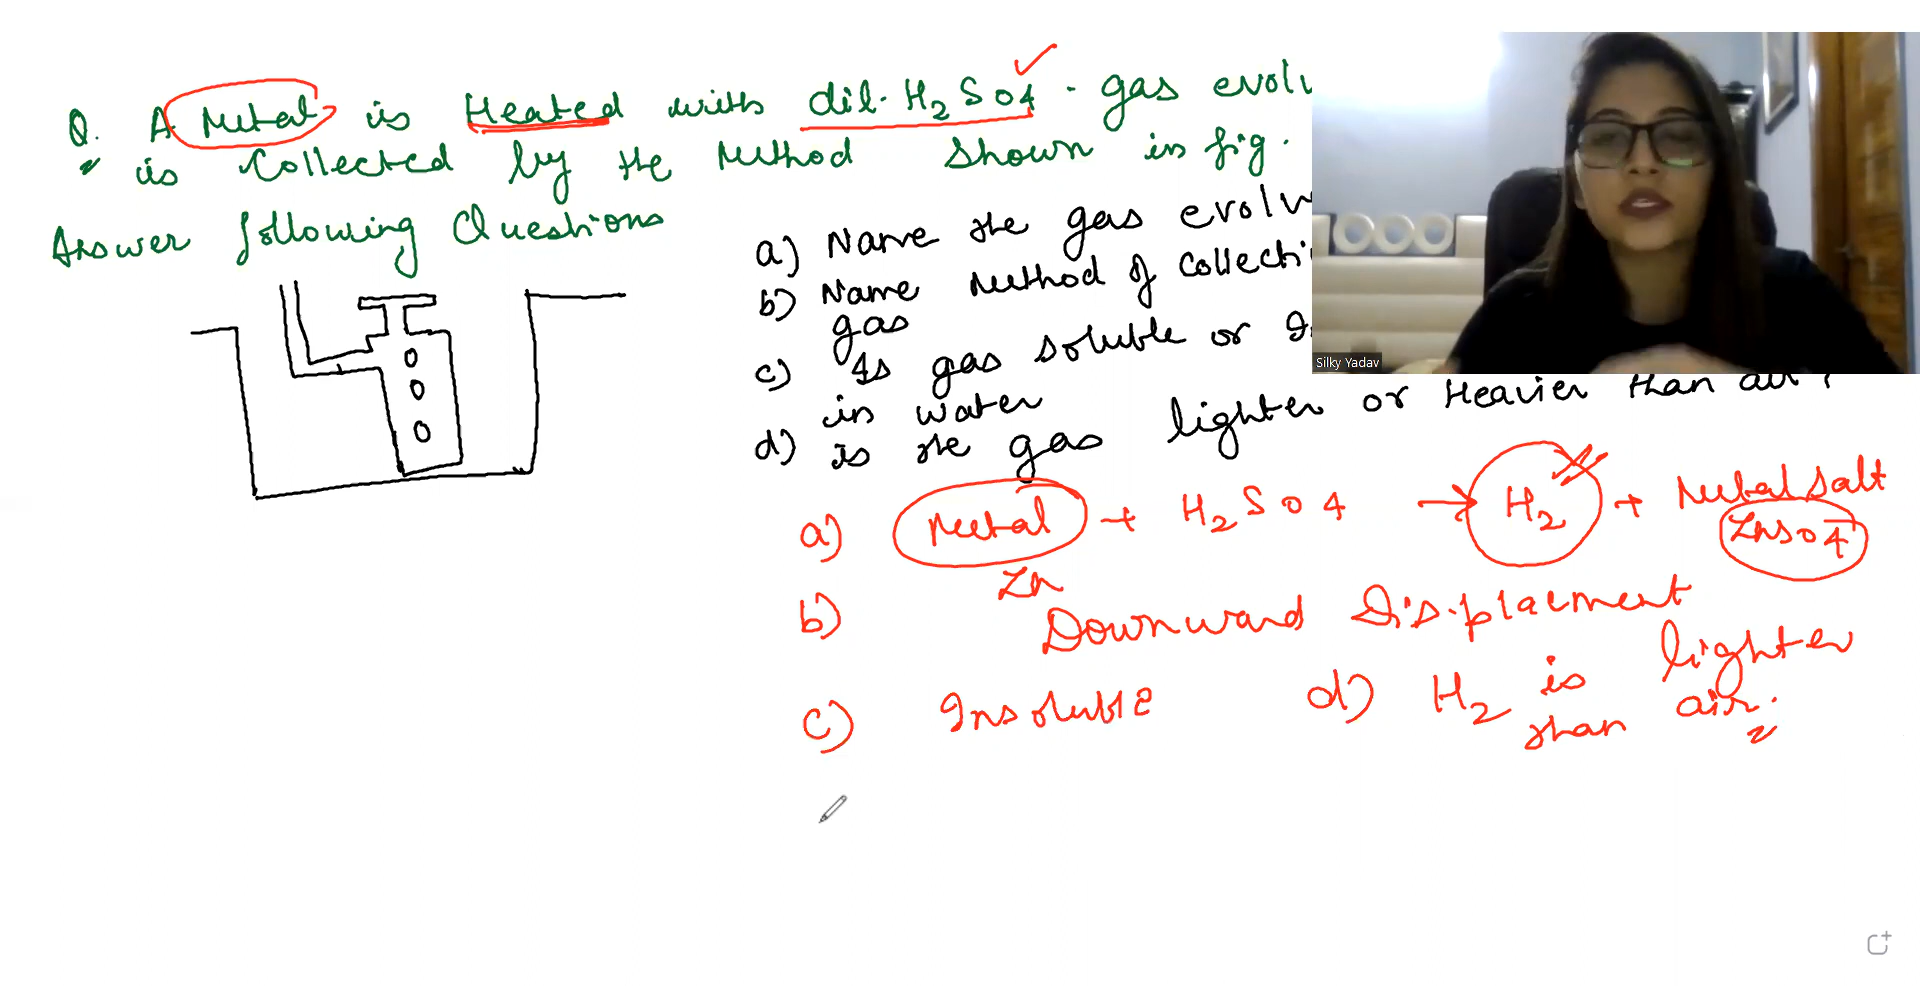 Q. A Metal is Heated with dil. H2SO4 . gas evolu
is Collected by the Method Shown in fig.
Answer following Questions
a) Name the gas evolv
b) Name Method of Collecti
gas
c) Is gas soluble or In
in water
d) is the gas lighter or Heavier than air?
Silky Yadav
a) Metal + H2SO4 → H2 + Metal Salt
Zn ZnSO4
b) Downward Displacment
c) Insoluble d) H2 is lighter
than air.